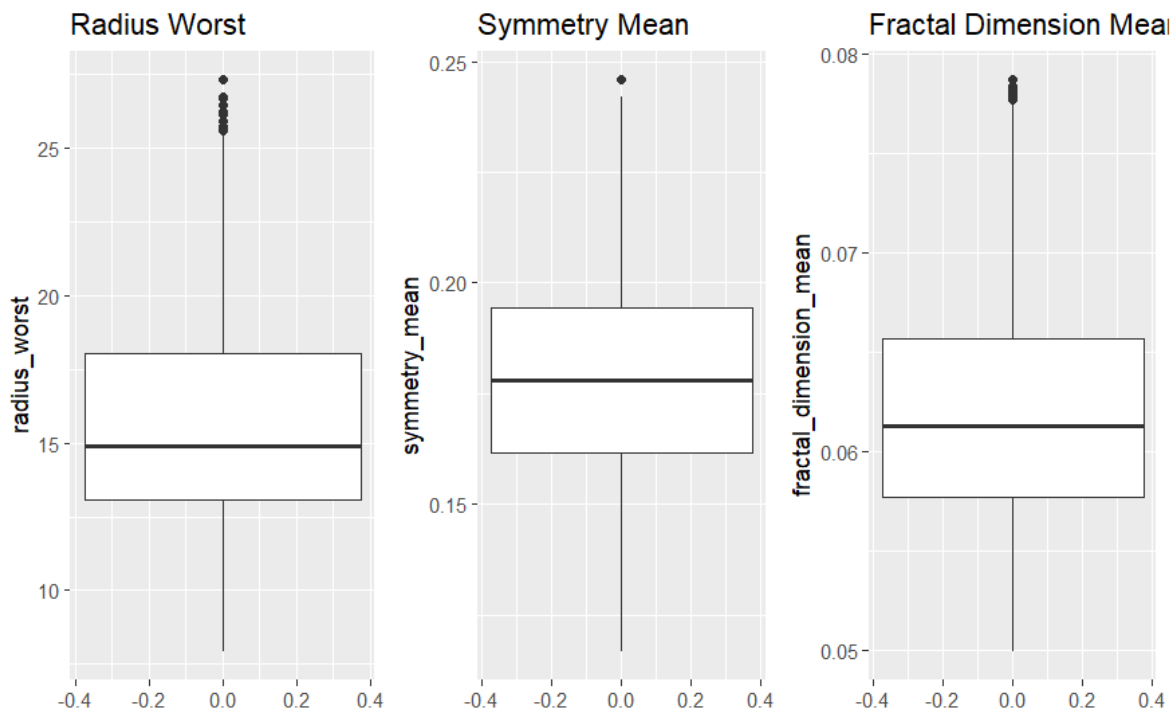 Radius Worst
radius_worst
25
20
15
10
-0.4 -0.2 0.0 0.2 0.4
Symmetry Mean
symmetry_mean
0.25
0.20
0.15
-0.4 -0.2 0.0 0.2 0.4
Fractal Dimension Mean
fractal_dimension_mean
0.08
0.07
0.06
0.05
-0.4 -0.2 0.0 0.2 0.4